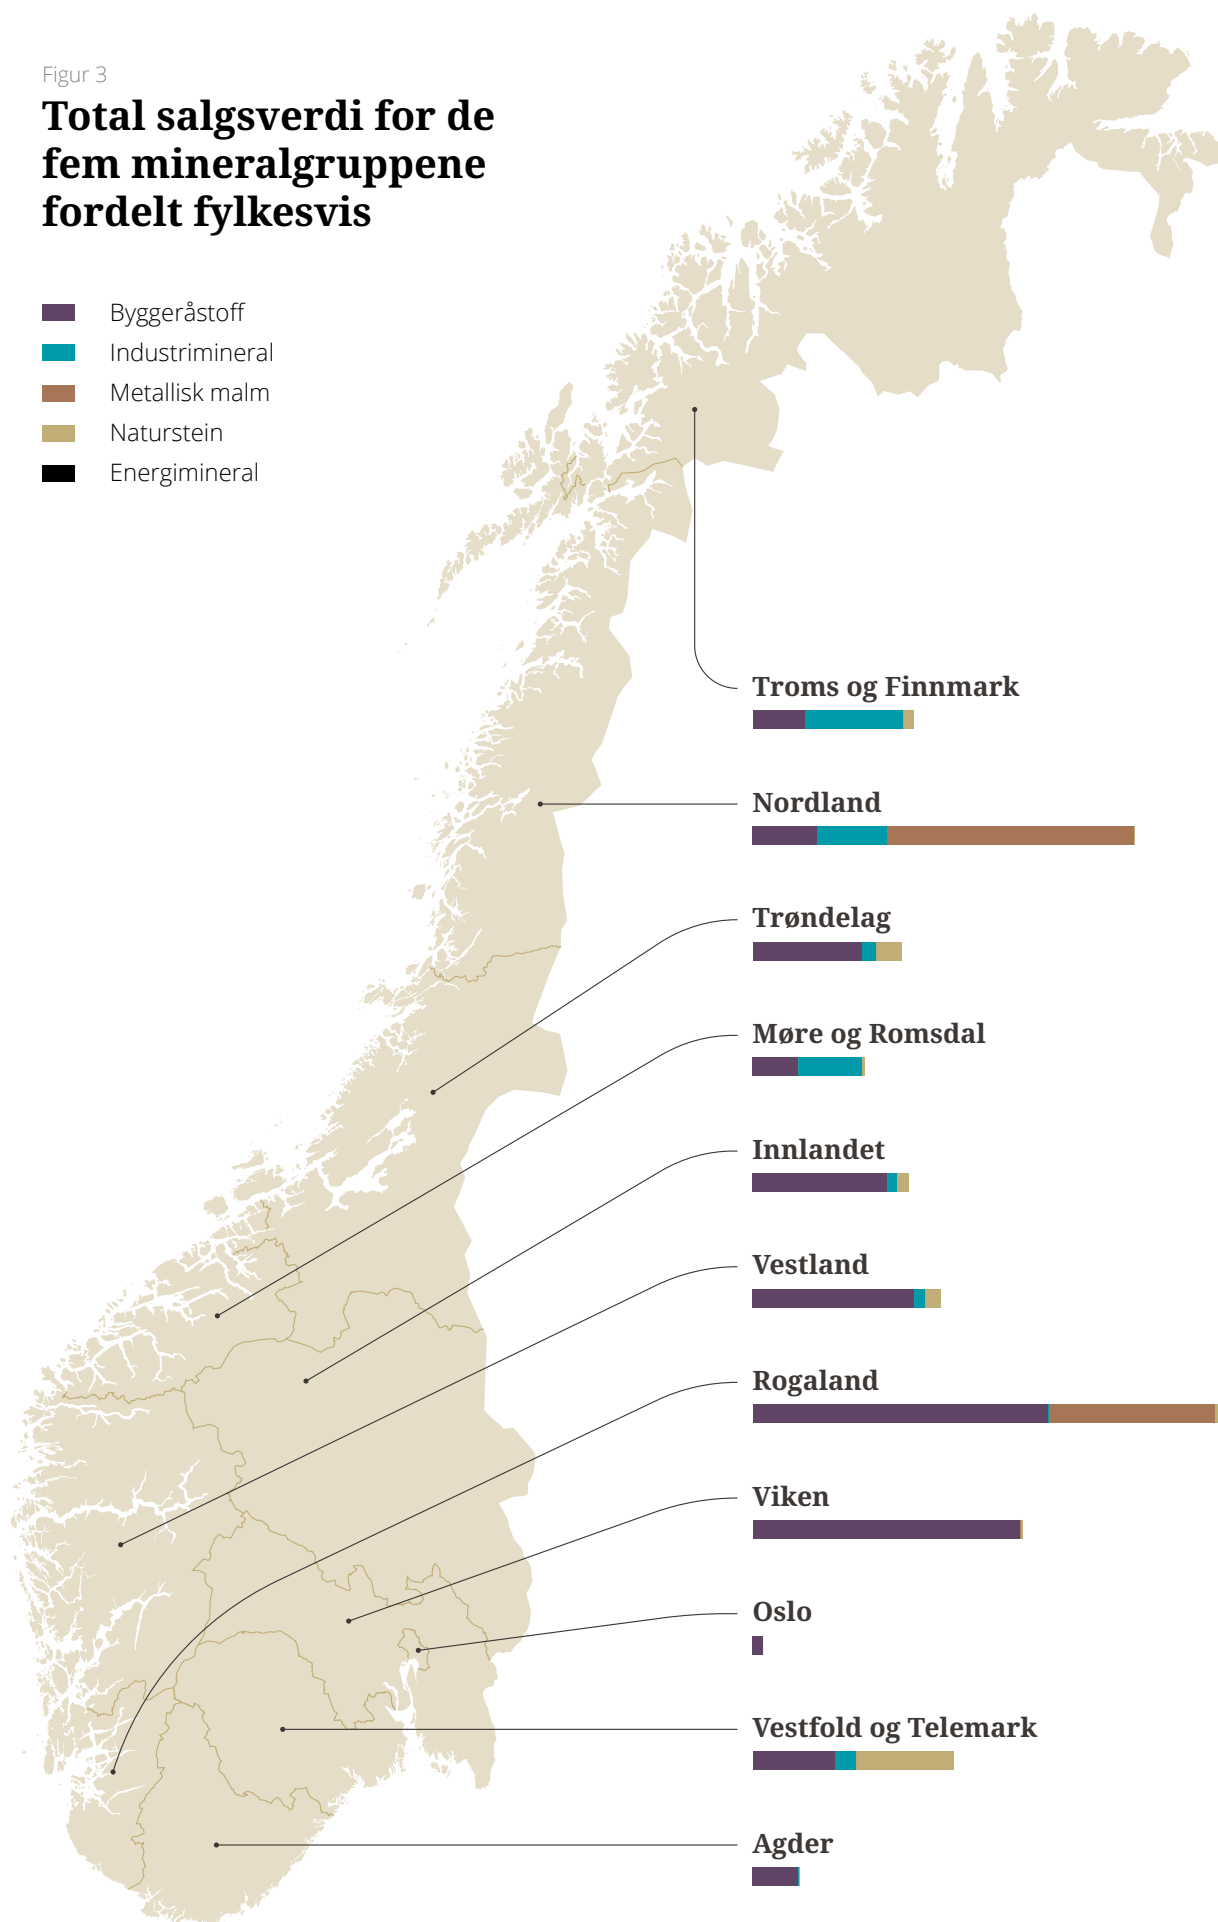 Figur 3
Total salgsverdi for de
fem mineralgruppene
fordelt fylkesvis
Byggeråstoff
Industrimineral
Metallisk malm
Naturstein
Energimineral
Troms og Finnmark
Nordland
Trøndelag
Møre og Romsdal
Innlandet
Vestland
Rogaland
Viken
Oslo
Vestfold og Telemark
Agder